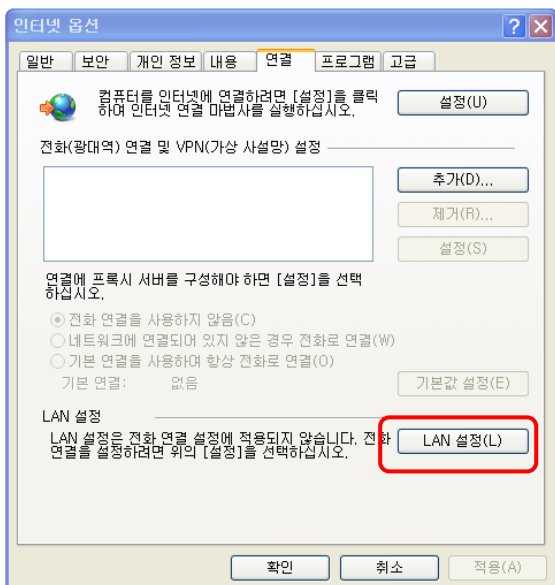 인터넷 옵션
일반 보안 개인 정보 내용 연결 프로그램 고급
컴퓨터를 인터넷에 연결하려면 [설정]을 클릭
하여 인터넷 연결 마법사를 실행하십시오.
설정(U)
전화(광대역) 연결 및 VPN(가상 사설망) 설정
추가(D)...
제거(R)...
설정(S)
연결에 프록시 서버를 구성해야 하면 [설정]을 선택
하십시오.
전화 연결을 사용하지 않음(C)
네트워크에 연결되어 있지 않은 경우 전화로 연결(W)
기본 연결을 사용하며 항상 전화로 연결(O)
기본 연결: 없음
기본값 설정(E)
LAN 설정
LAN 설정은 전화 연결 설정에 적용되지 않습니다. 전화
연결을 설정하려면 위의 [설정]을 선택하십시오.
LAN 설정(L)
확인 취소 적용(A)